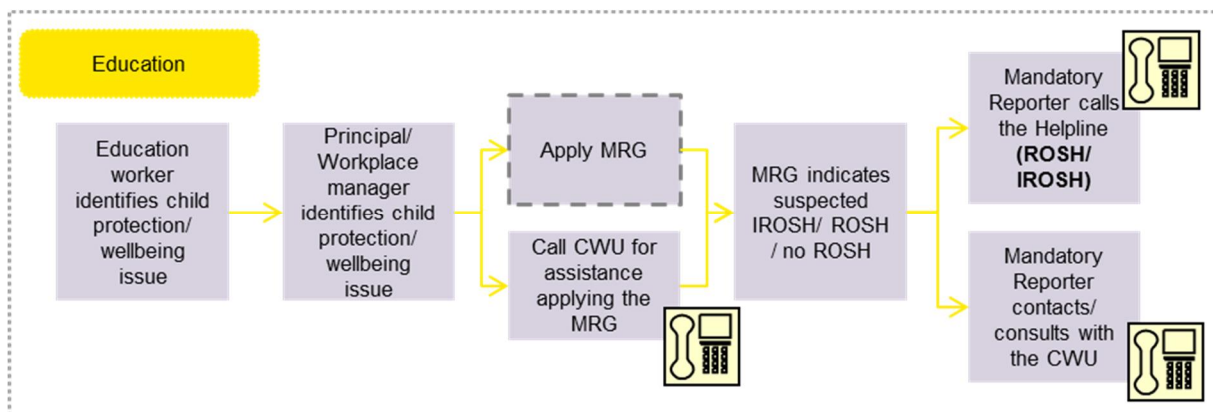 Education
Education
worker
identifies child
protection/
wellbeing
issue
Principal/
Workplace
manager
identifies child
protection/
wellbeing
issue
Apply MRG
Call CWU for
assistance
applying the
MRG
MRG indicates
suspected
IROSH/ ROSH
/ no ROSH
Mandatory
Reporter calls
the Helpline
(ROSH/
IROSH)
Mandatory
Reporter
contacts/
consults with
the CWU